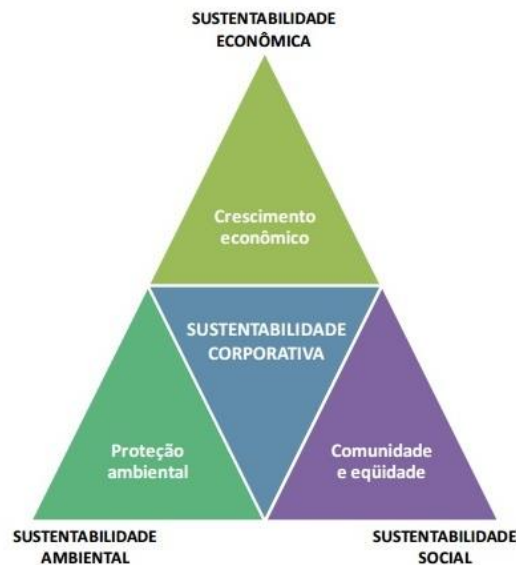 SUSTENTABILIDADE
ECONÔMICA
Crescimento
econômico
SUSTENTABILIDADE
CORPORATIVA
Proteção
ambiental
Comunidade
e eqüidade
SUSTENTABILIDADE
AMBIENTAL
SUSTENTABILIDADE
SOCIAL